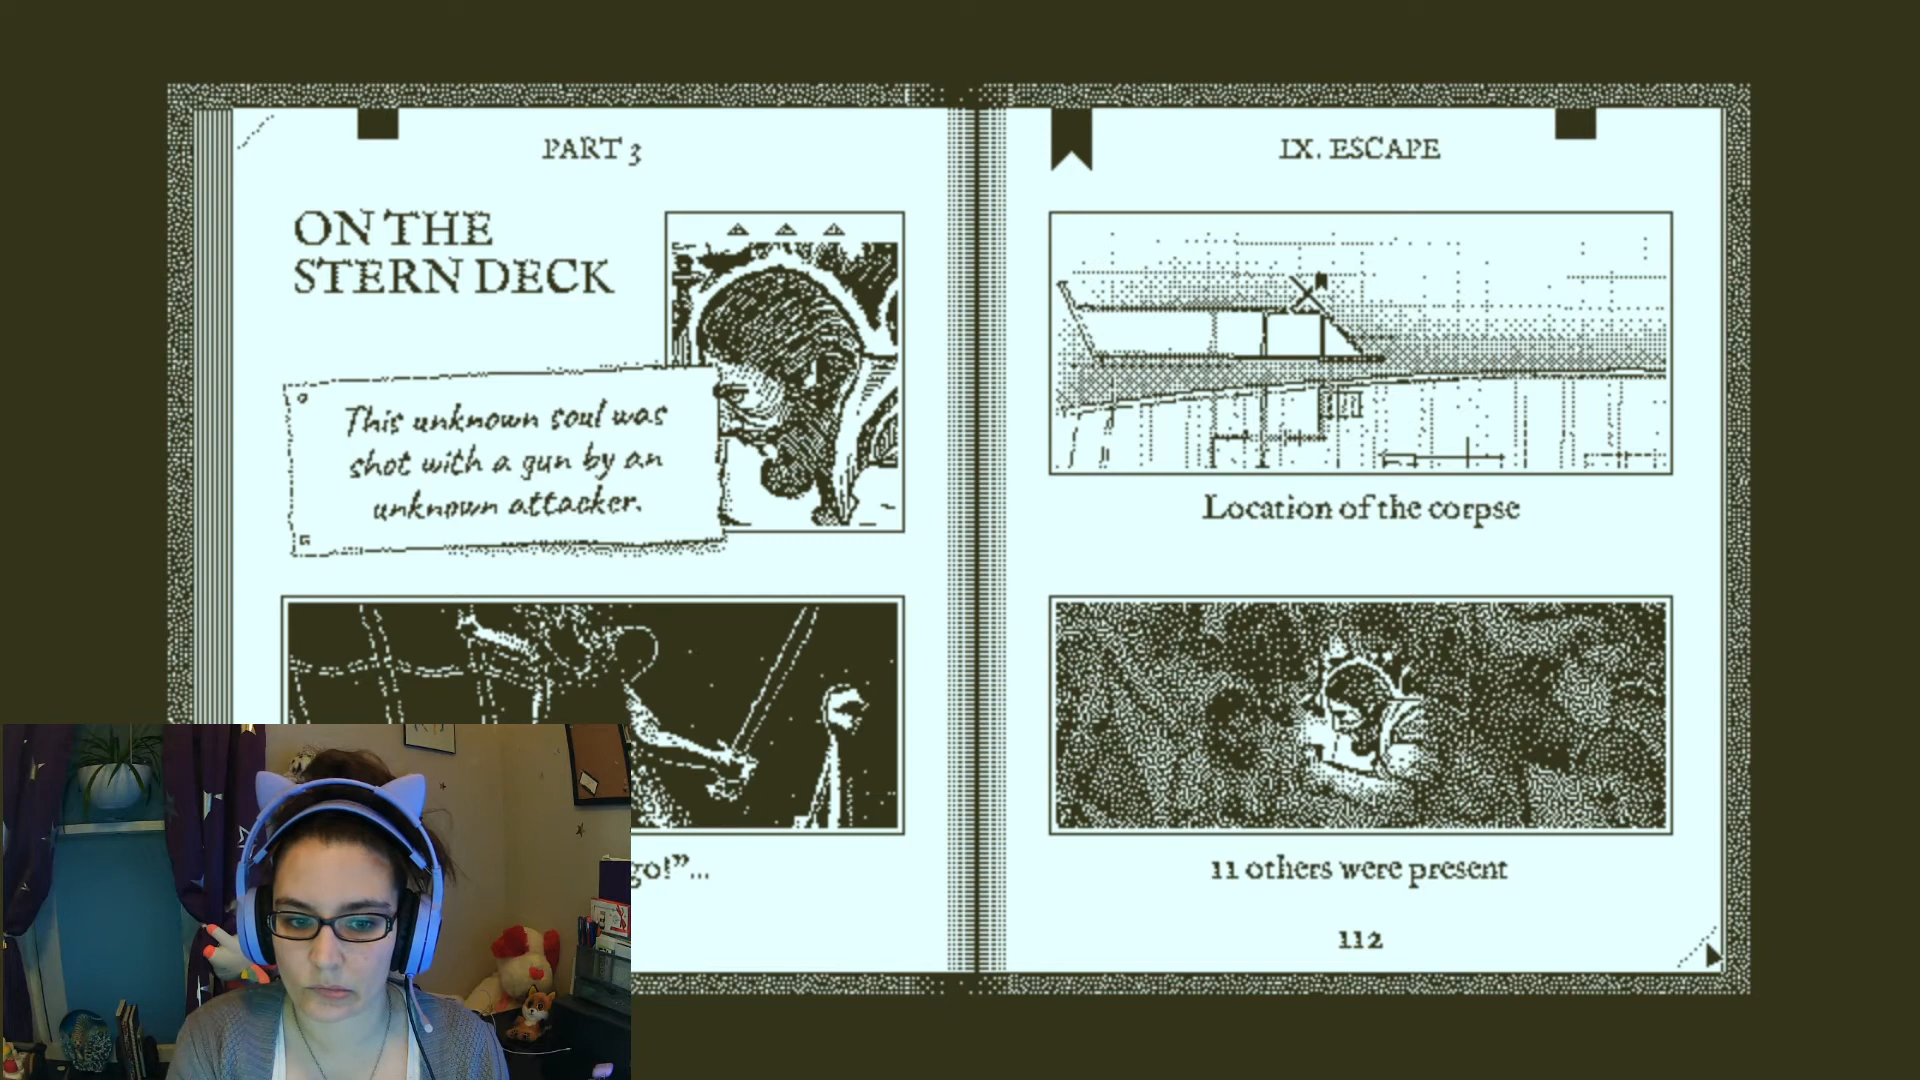 PART 3
ON THE
STERN DECK
This unknown soul was
shot with a gun by an
unknown attacker.
go!”...
IX. ESCAPE
Location of the corpse
11 others were present
112